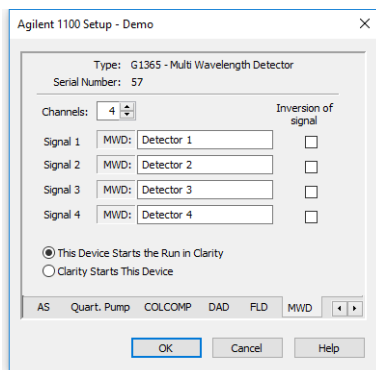 Agilent 1100 Setup - Demo
Type: G1365 - Multi Wavelength Detector
Serial Number: 57
Channels: 4
Inversion of
signal
Signal 1 MWD: Detector 1
Signal 2 MWD: Detector 2
Signal 3 MWD: Detector 3
Signal 4 MWD: Detector 4
This Device Starts the Run in Clarity
Clarity Starts This Device
AS Quart. Pump COLCOMP DAD FLD MWD
OK Cancel Help